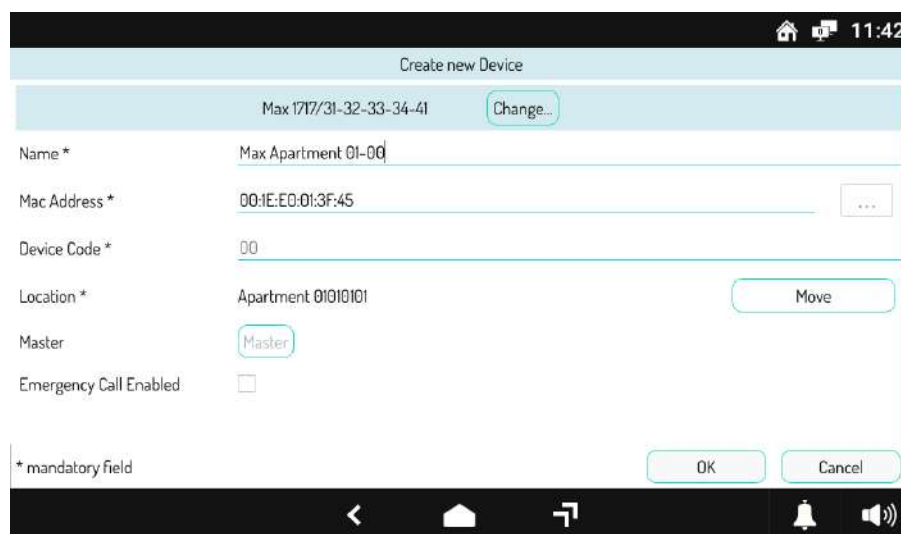 11:42
Create new Device
Max 1717/31-32-33-34-41 Change...
Name * Max Apartment 01-00
Mac Address * 00:1E:E0:01:3F:45 ...
Device Code * 00
Location * Apartment 01010101 Move
Master Master
Emergency Call Enabled
* mandatory field OK Cancel